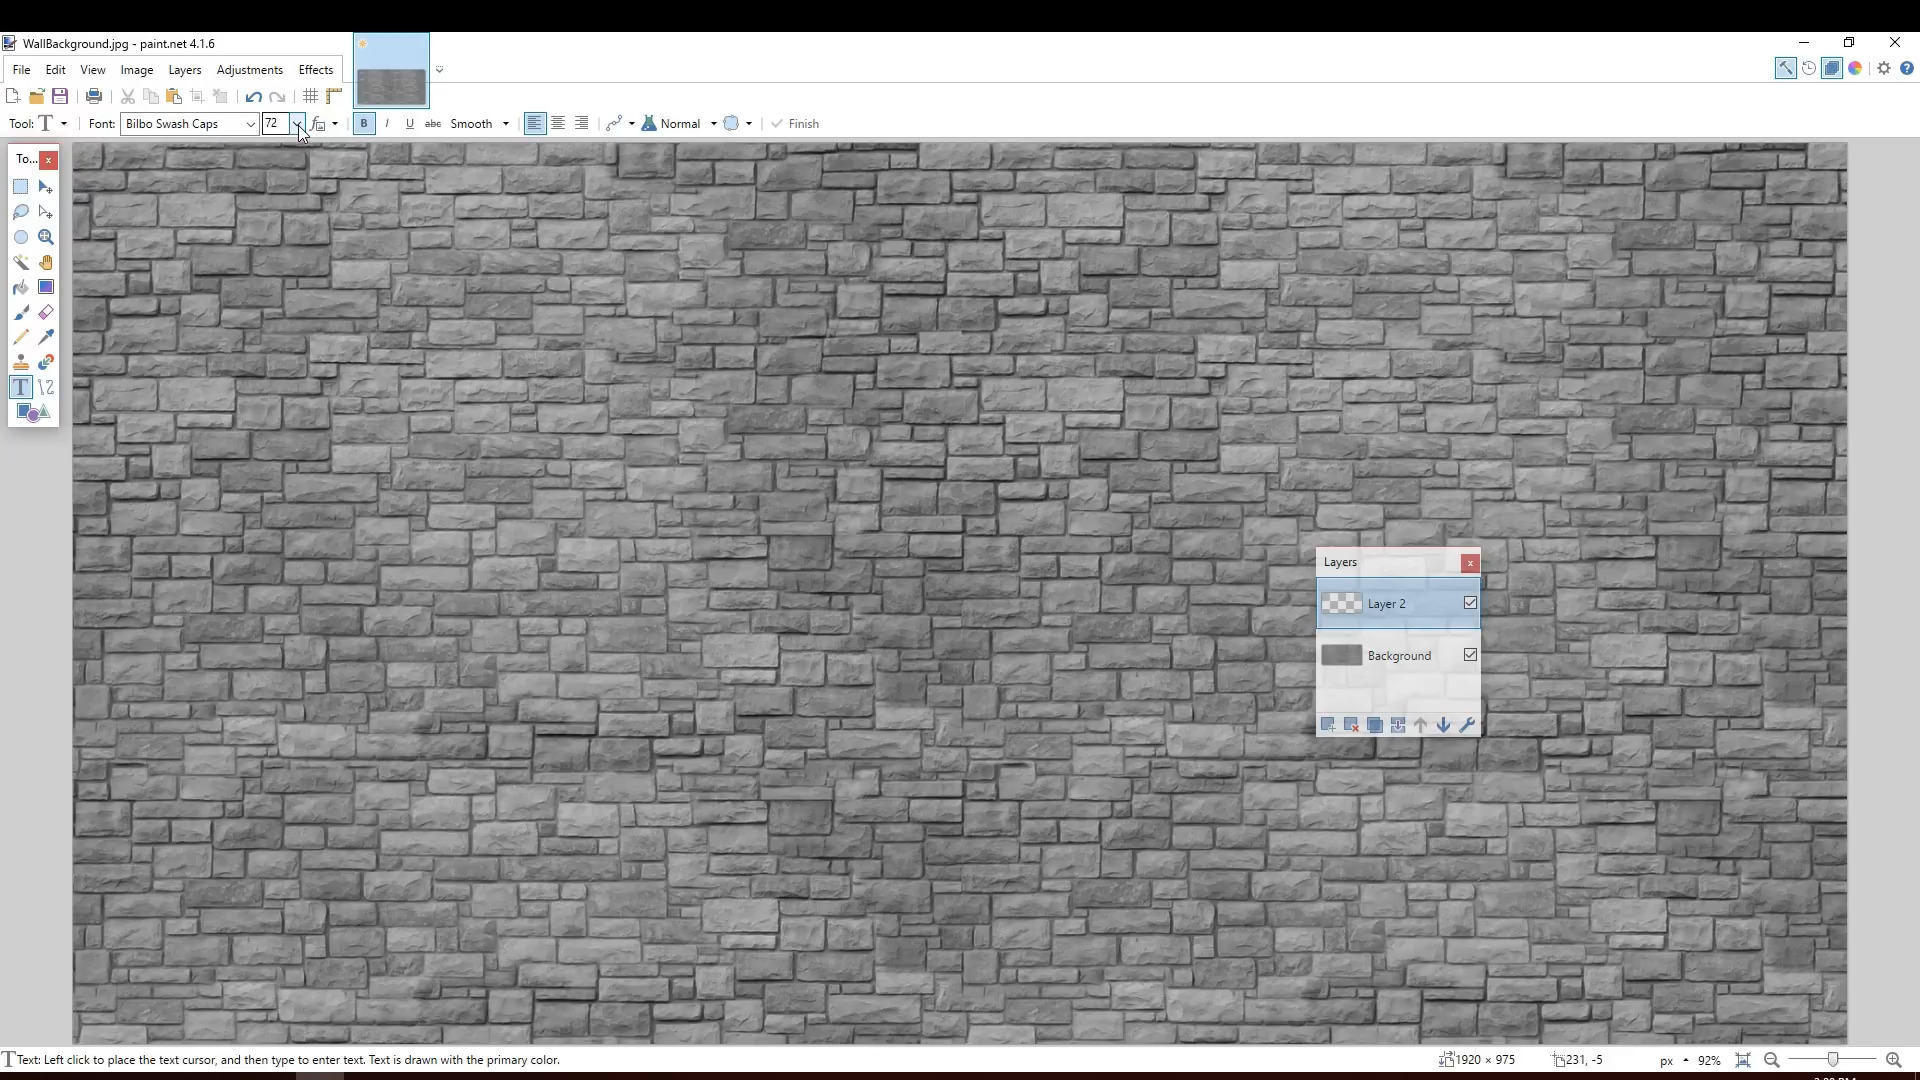 WallBackground.jpg - paint.net 4.1.6
File Edit View Image Layers Adjustments Effects
Tool: T Font: Bilbo Swash Caps 72 B I U abc Smooth Normal Finish
To...
Layers
Layer 2
Background
Text: Left click to place the text cursor, and then type to enter text. Text is drawn with the primary color. 1920 × 975 231, -5 px 92%